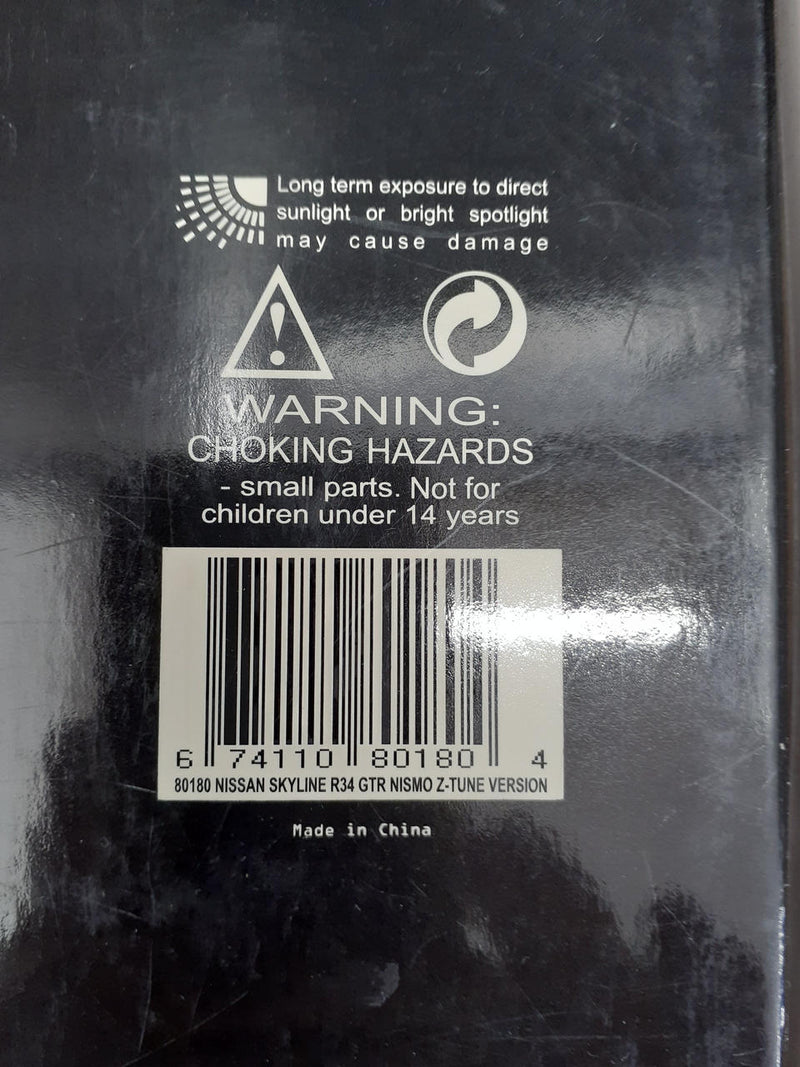 Long term exposure to direct
sunlight or bright spotlight
may cause damage
WARNING:
CHOKING HAZARDS
- small parts. Not for
children under 14 years
6 74110 80180 4
80180 NISSAN SKYLINE R34 GTR NISMO Z-TUNE VERSION
Made in China